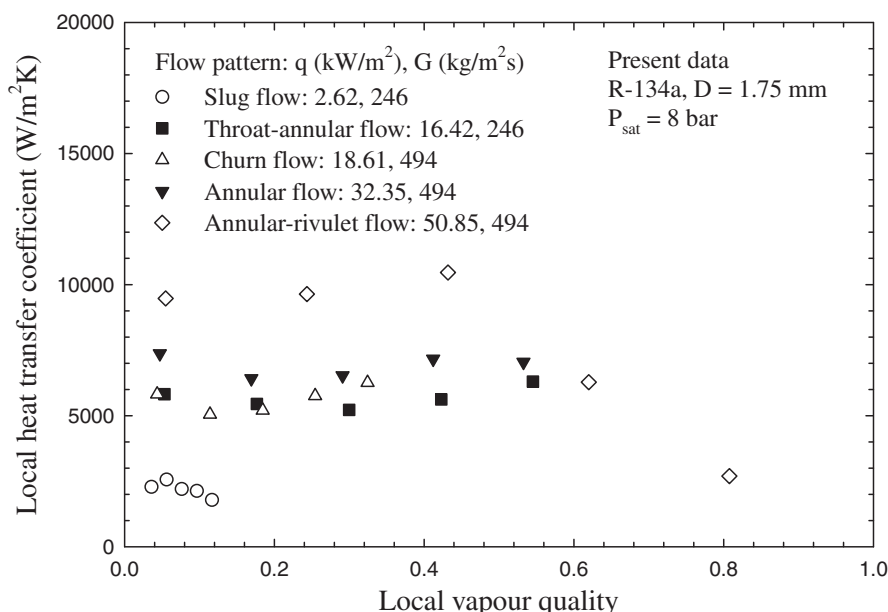 20000
15000
10000
5000
0
Local heat transfer coefficient (W/m²K)
Flow pattern: q (kW/m²), G (kg/m²s)
Slug flow: 2.62, 246
Throat-annular flow: 16.42, 246
Churn flow: 18.61, 494
Annular flow: 32.35, 494
Annular-rivulet flow: 50.85, 494
Present data
R-134a, D = 1.75 mm
Psat = 8 bar
0.0 0.2 0.4 0.6 0.8 1.0
Local vapour quality